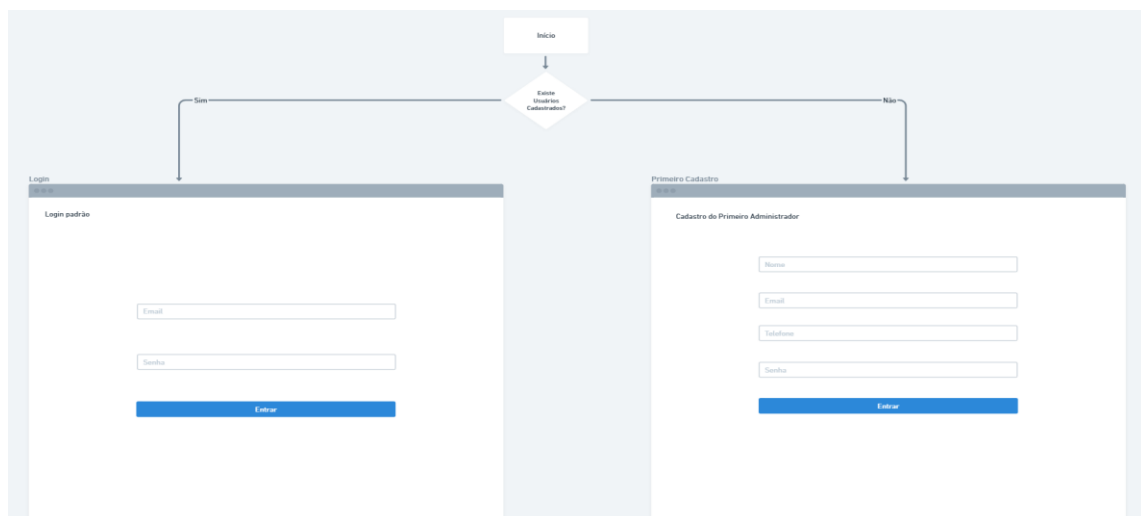 Início
Existe
Usuários
Cadastrados?
Sim
Não
Login
Login padrão
Email
Senha
Entrar
Primeiro Cadastro
Cadastro do Primeiro Administrador
Nome
Email
Telefone
Senha
Entrar